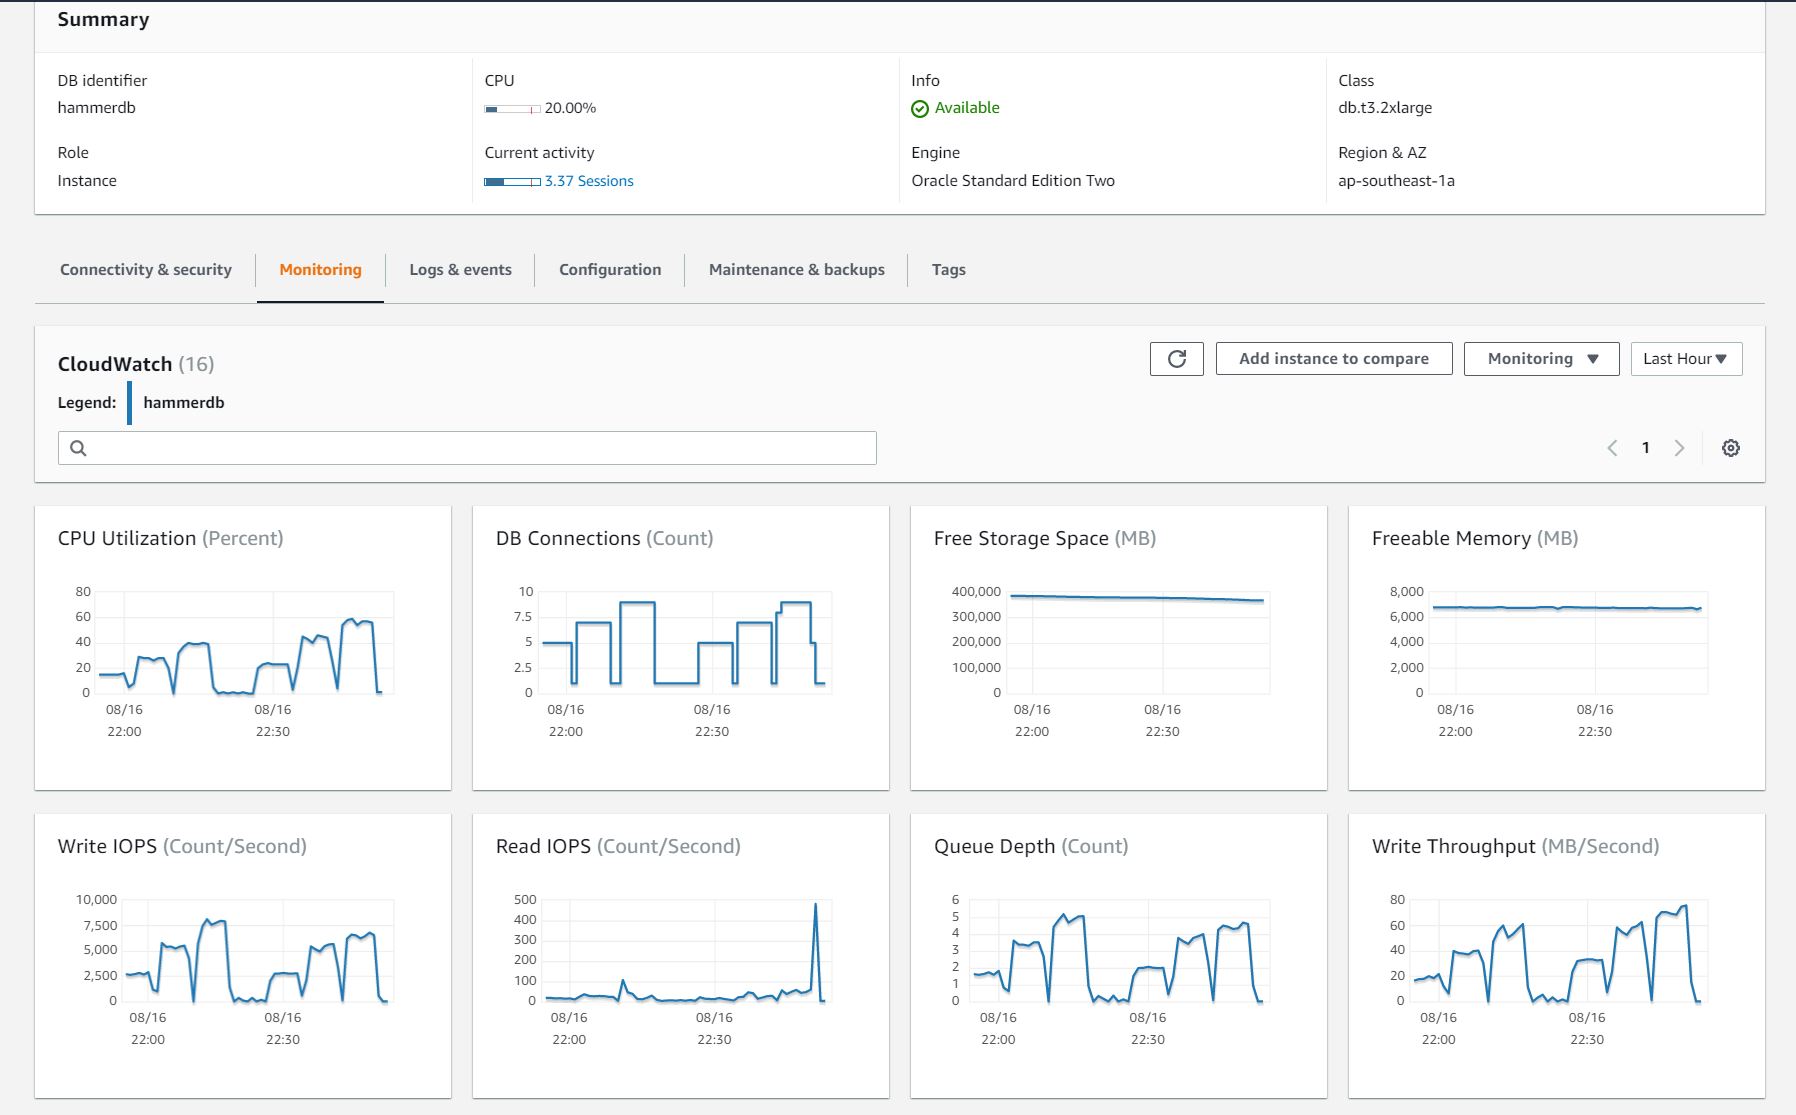 Summary
DB identifier
hammerdb
CPU
20.00%
Info
Available
Class
db.t3.2xlarge
Role
Instance
Current activity
3.37 Sessions
Engine
Oracle Standard Edition Two
Region & AZ
ap-southeast-1a
Connectivity & security
Monitoring
Logs & events
Configuration
Maintenance & backups
Tags
CloudWatch (16)
Add instance to compare
Monitoring
Last Hour
Legend:
hammerdb
1
CPU Utilization (Percent)
80
60
40
20
0
08/16
22:00
08/16
22:30
DB Connections (Count)
10
7.5
5
2.5
0
08/16
22:00
08/16
22:30
Free Storage Space (MB)
400,000
300,000
200,000
100,000
0
08/16
22:00
08/16
22:30
Freeable Memory (MB)
8,000
6,000
4,000
2,000
0
08/16
22:00
08/16
22:30
Write IOPS (Count/Second)
10,000
7,500
5,000
2,500
0
08/16
22:00
08/16
22:30
Read IOPS (Count/Second)
500
400
300
200
100
0
08/16
22:00
08/16
22:30
Queue Depth (Count)
6
5
4
3
2
1
0
08/16
22:00
08/16
22:30
Write Throughput (MB/Second)
80
60
40
20
0
08/16
22:00
08/16
22:30